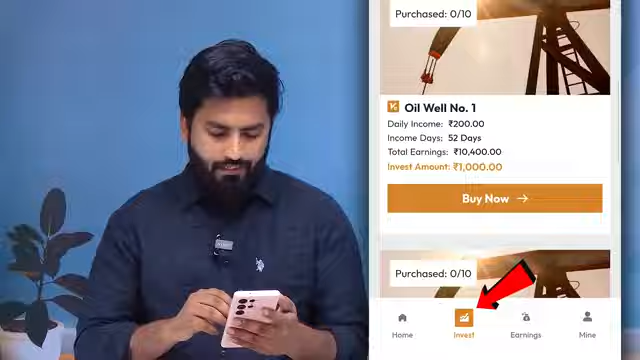 Purchased: 0/10
Oil Well No. 1
Daily Income: ₹200.00
Income Days: 52 Days
Total Earnings: ₹10,400.00
Invest Amount: ₹1,000.00
Buy Now →
Purchased: 0/10
Home
Invest
Earnings
Mine